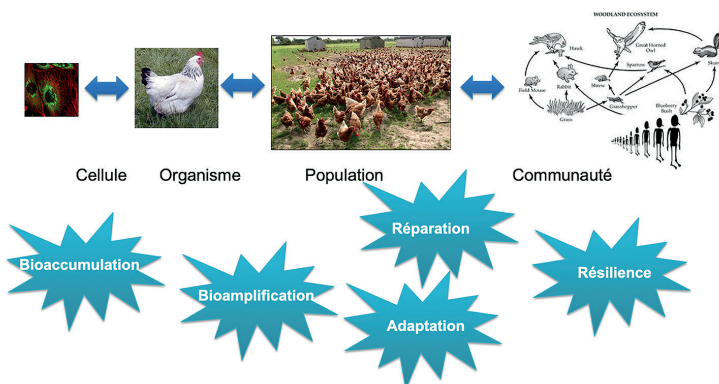 WOODLAND ECOSYSTEM
Hawk
Great Horned
Owl
Skunk
Sparrow
Rabbit
Shrew
Field Mouse
Grasshopper
Blueberry
Bush
Grass
Cellule
Organisme
Population
Communauté
Réparation
Bioaccumulation
Résilience
Bioamplification
Adaptation